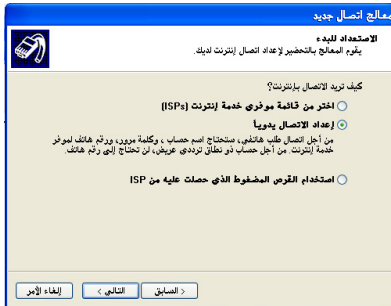 معالج اتصال جديد
الاستعداد للبدء
يقوم المعالج بالتحضير لإعداد اتصال إنترنت لديك.
كيف تريد الاتصال بإنترنت؟
اختر من قائمة موفري خدمة إنترنت (ISPs)
إعداد الاتصال يدوياً
من أجل اتصال طلب هاتفي، ستحتاج اسم حساب ، وكلمة مرور، ورقم هاتف لموفر
خدمة إنترنت. من أجل حساب ذو نطاق ترددي عريض، لن تحتاج إلى رقم هاتف.
استخدام القرص المضغوط الذي حصلت عليه من ISP
< السابق
التالي >
إلغاء الأمر